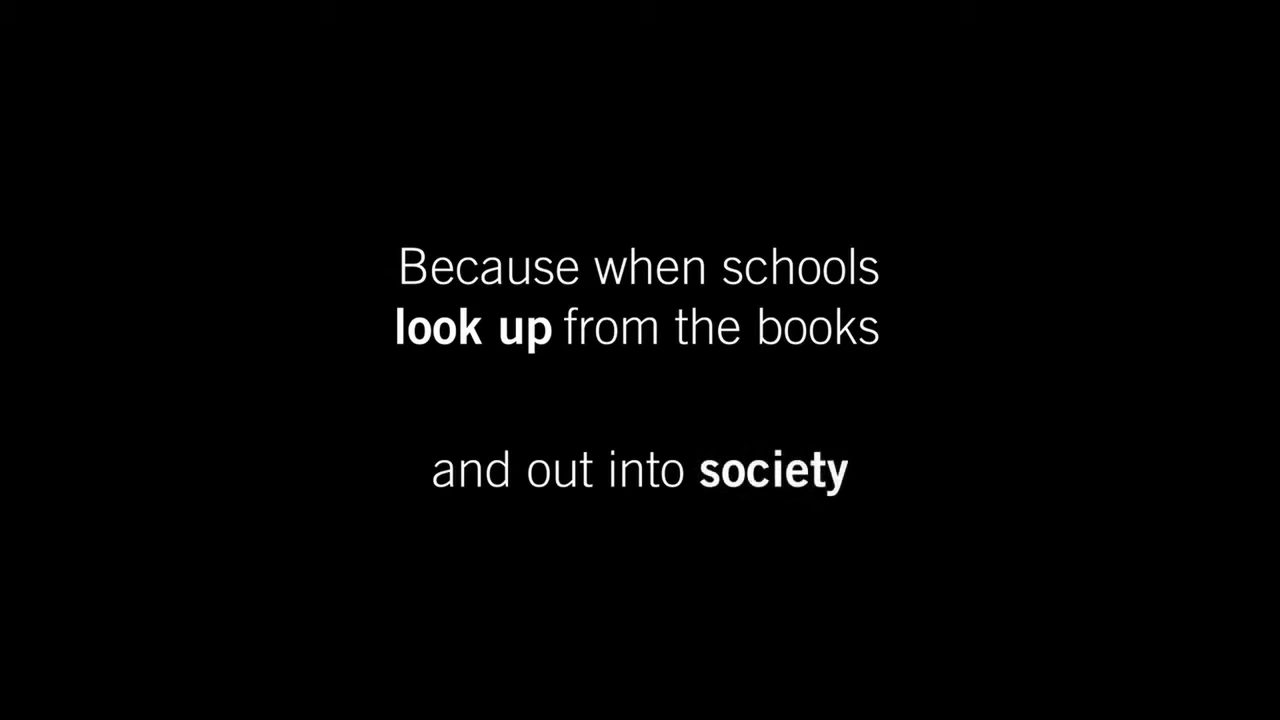 Because when schools
look up from the books
and out into society